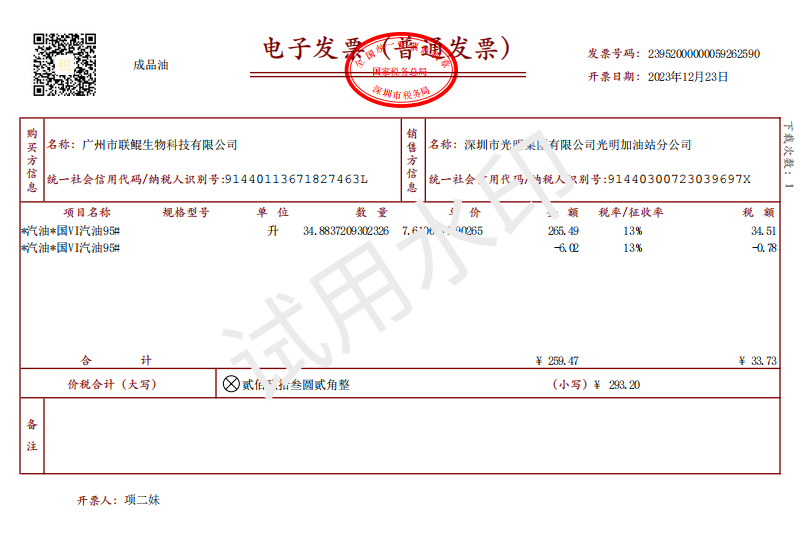 电子发票（普通发票）
成品油
税
全国统一发票监制章
国家税务总局
深圳市税务局
发票号码：23952000000059262590
开票日期：2023年12月23日
下载次数：1
购买方信息
名称：广州市联鲲生物科技有限公司
统一社会信用代码/纳税人识别号:91440113671827463L
销售方信息
名称：深圳市光明集团有限公司光明加油站分公司
统一社会信用代码/纳税人识别号:91440300723039697X
项目名称 规格型号 单位 数量 单价 金额 税率/征收率 税额
*汽油*国VI汽油95# 升 34.8837209302326 265.49 13% 34.51
*汽油*国VI汽油95# -6.02 13% -0.78
合计 ¥ 259.47 ¥ 33.73
价税合计（大写） 贰佰玖拾叁圆贰角整 （小写）¥ 293.20
备注
开票人：项二妹
试用水印